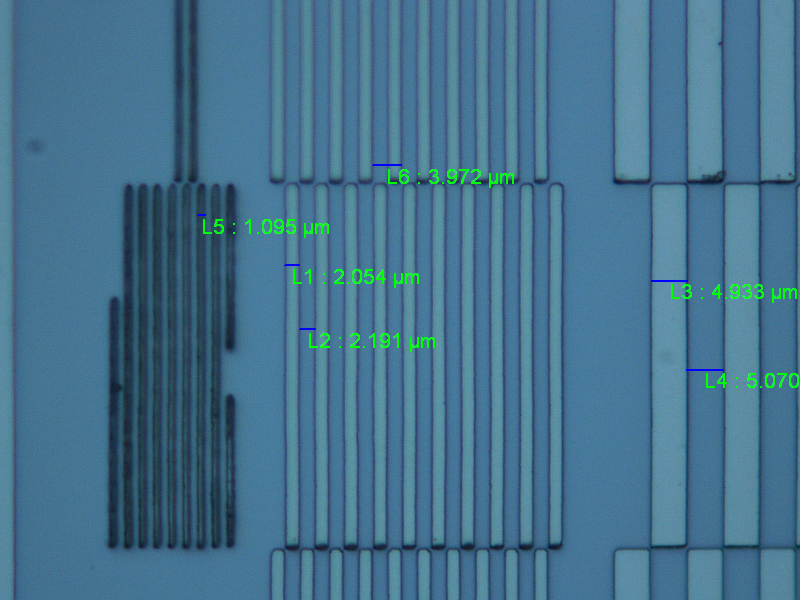 L6 : 3.972 µm
L5 : 1.095 µm
L1 : 2.054 µm
L3 : 4.933 µm
L2 : 2.191 µm
L4 : 5.070